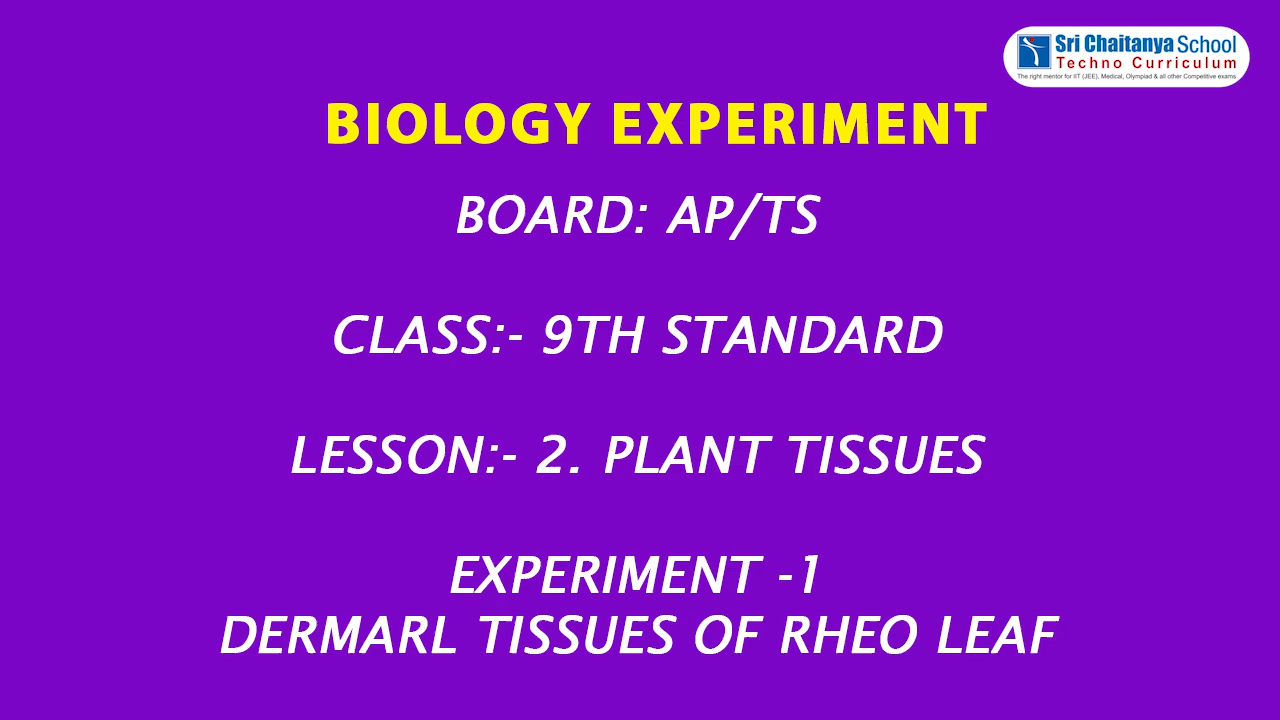 Sri Chaitanya School
Techno Curriculum
The right mentor for IIT (JEE), Medical, Olympiad & all other Competitive exams
BIOLOGY EXPERIMENT
BOARD: AP/TS
CLASS:- 9TH STANDARD
LESSON:- 2. PLANT TISSUES
EXPERIMENT -1
DERMARL TISSUES OF RHEO LEAF